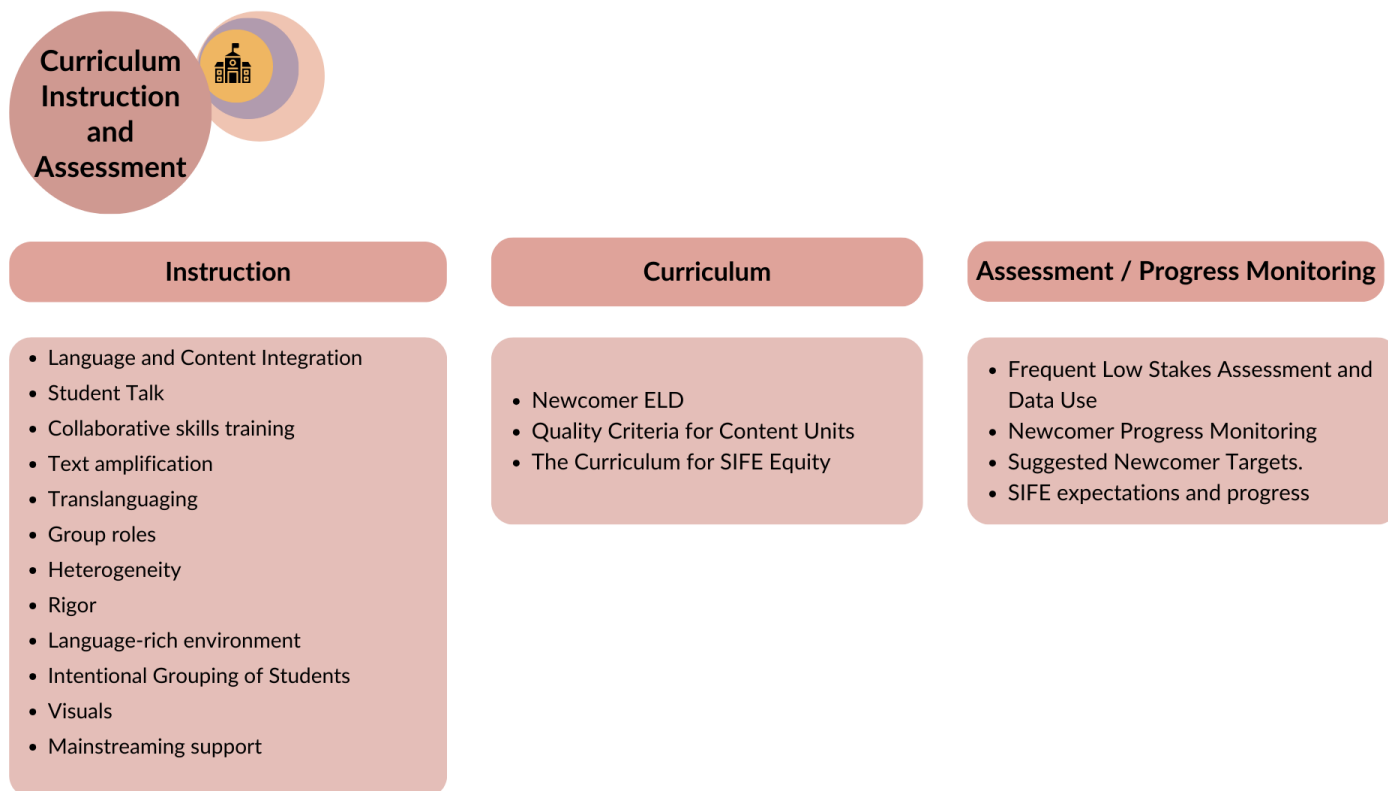 Curriculum
Instruction
and
Assessment
Instruction
• Language and Content Integration
• Student Talk
• Collaborative skills training
• Text amplification
• Translanguaging
• Group roles
• Heterogeneity
• Rigor
• Language-rich environment
• Intentional Grouping of Students
• Visuals
• Mainstreaming support
Curriculum
• Newcomer ELD
• Quality Criteria for Content Units
• The Curriculum for SIFE Equity
Assessment / Progress Monitoring
• Frequent Low Stakes Assessment and
Data Use
• Newcomer Progress Monitoring
• Suggested Newcomer Targets.
• SIFE expectations and progress